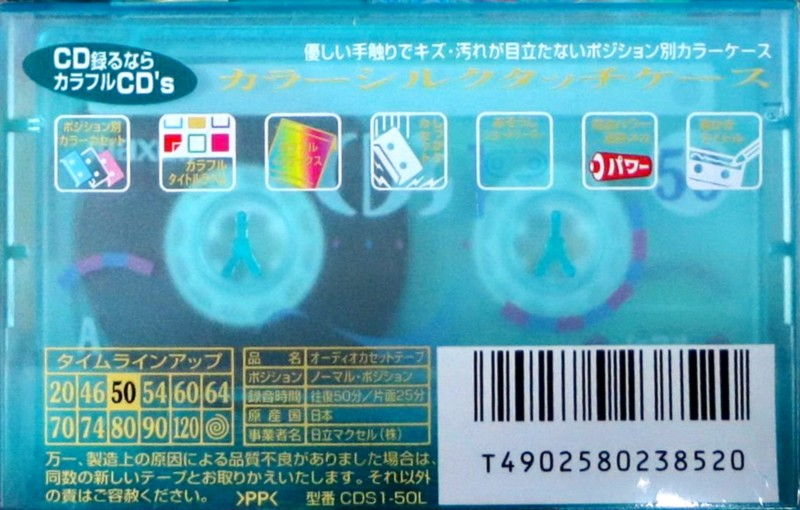 CD録るなら
カラフルCD's
優しい手触りでキズ・汚れが目立たないポジション別カラーケース
カラーシルクタッチケース
ポジション別
カラーカセット
カラフル
タイトルラベル
パワー
50
A
タイムラインアップ
20 46 50 54 60 64
70 74 80 90 120
品名 オーディオカセットテープ
ポジション ノーマル・ポジション
録音時間 往復50分/片面25分
原産国 日本
事業者名 日立マクセル(株)
万一、製造上の原因による品質不良がありました場合は、
同数の新しいテープとお取りかえいたします。それ以外
の責はご容赦ください。 PP 型番 CDS1-50L
T4902580238520